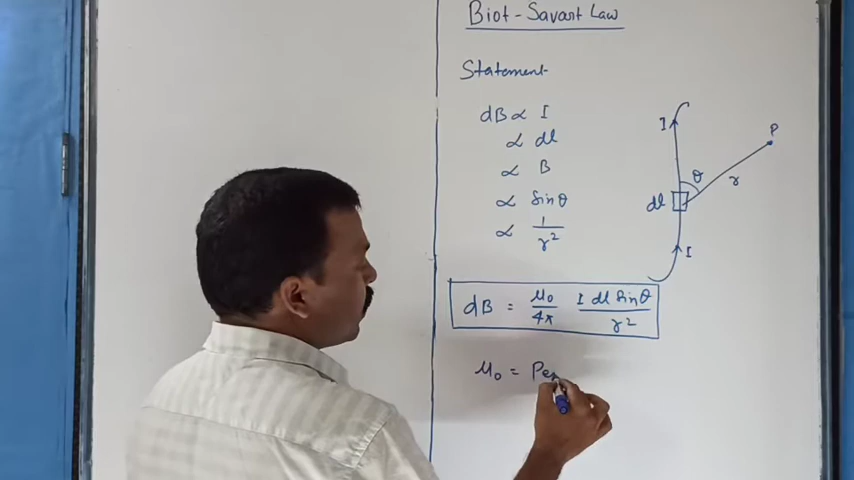 Biot-Savart Law
Statement
dB ∝ I
∝ dl
∝ B
∝ Sinθ
∝ 1/r²
dB = μ₀/4π I dl Sinθ/r²
μ₀ = Per
I
P
θ
r
dl
I